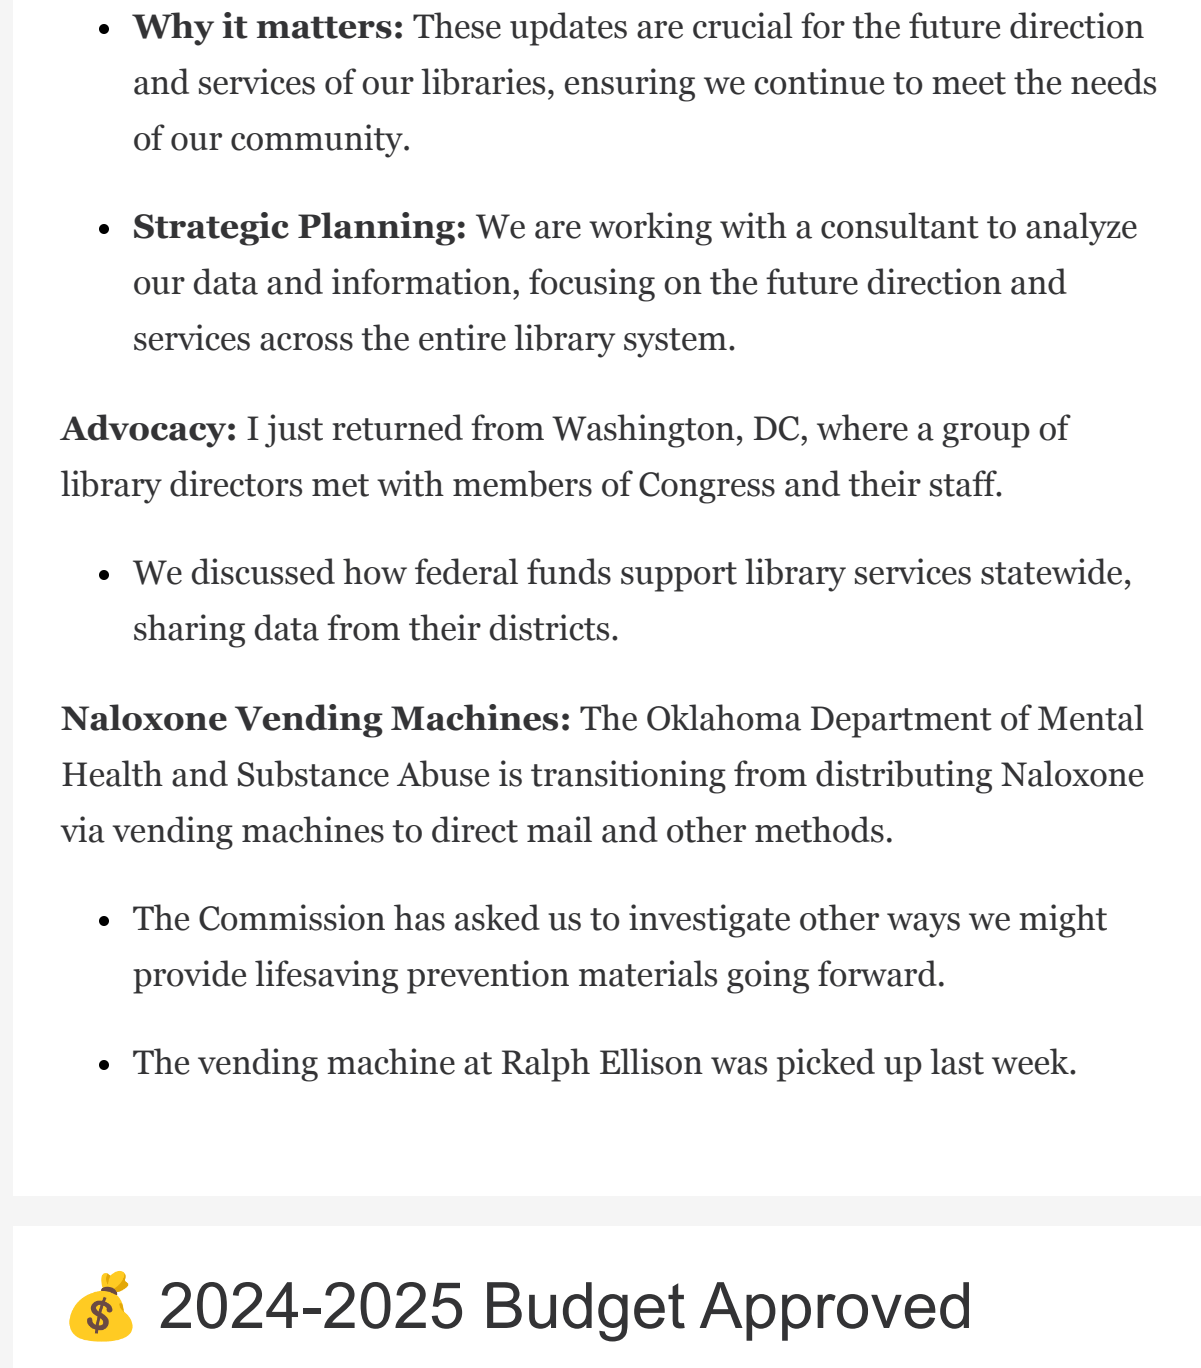 Why it matters: These updates are crucial for the future direction
and services of our libraries, ensuring we continue to meet the needs
of our community.
Strategic Planning: We are working with a consultant to analyze
our data and information, focusing on the future direction and
services across the entire library system.
Advocacy: I just returned from Washington, DC, where a group of
library directors met with members of Congress and their staff.
We discussed how federal funds support library services statewide,
sharing data from their districts.
Naloxone Vending Machines: The Oklahoma Department of Mental
Health and Substance Abuse is transitioning from distributing Naloxone
via vending machines to direct mail and other methods.
The Commission has asked us to investigate other ways we might
provide lifesaving prevention materials going forward.
The vending machine at Ralph Ellison was picked up last week.
💰 2024-2025 Budget Approved